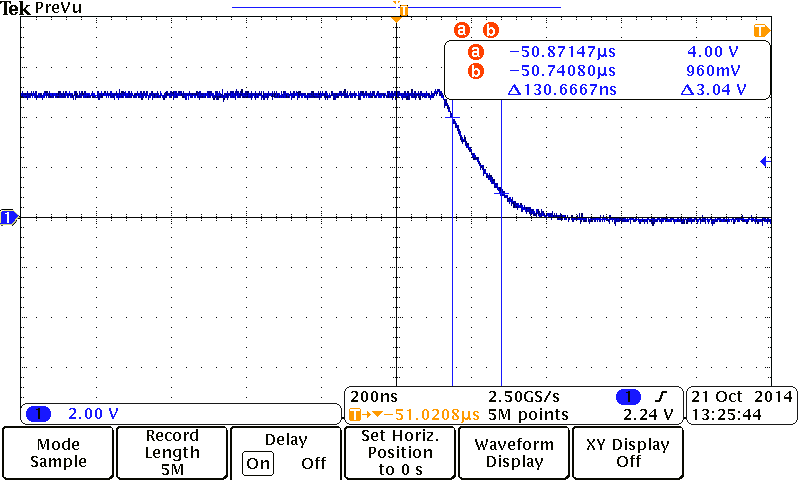 Tek PreVu
T
a b
T
a −50.87147µs 4.00 V
b −50.74080µs 960mV
Δ130.6667ns Δ3.04 V
1
200ns 2.50GS/s 1 21 Oct 2014
1 2.00 V T→▼−51.0208µs 5M points 2.24 V 13:25:44
Mode
Sample
Record
Length
5M
Delay
On Off
Set Horiz.
Position
to 0 s
Waveform
Display
XY Display
Off